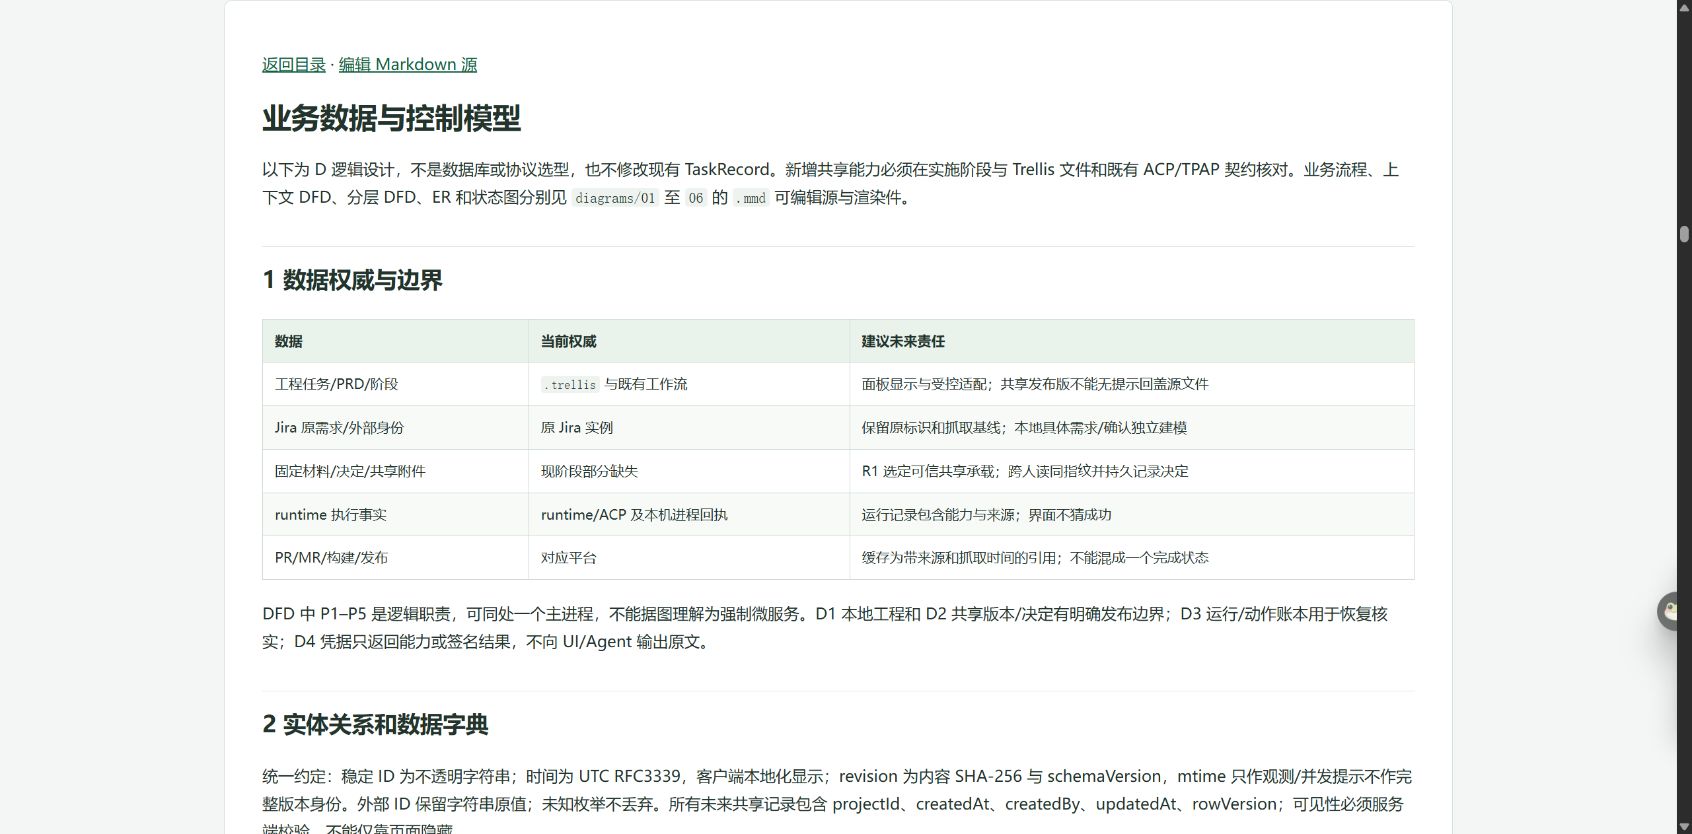 返回目录 · 编辑 Markdown 源
业务数据与控制模型
以下为 D 逻辑设计，不是数据库或协议选型，也不修改现有 TaskRecord。新增共享能力必须在实施阶段与 Trellis 文件和既有 ACP/TPAP 契约核对。业务流程、上
下文 DFD、分层 DFD、ER 和状态图分别见 diagrams/01 至 06 的 .mmd 可编辑源与渲染件。
1 数据权威与边界
数据 当前权威 建议未来责任
工程任务/PRD/阶段 .trellis 与既有工作流 面板显示与受控适配；共享发布版不能无提示回盖源文件
Jira 原需求/外部身份 原 Jira 实例 保留原标识和抓取基线；本地具体需求/确认独立建模
固定材料/决定/共享附件 现阶段部分缺失 R1 选定可信共享承载；跨人读同指纹并持久记录决定
runtime 执行事实 runtime/ACP 及本机进程回执 运行记录包含能力与来源；界面不猜成功
PR/MR/构建/发布 对应平台 缓存为带来源和抓取时间的引用；不能混成一个完成状态
DFD 中 P1–P5 是逻辑职责，可同处一个主进程，不能据图理解为强制微服务。D1 本地工程和 D2 共享版本/决定有明确发布边界；D3 运行/动作账本用于恢复核
实；D4 凭据只返回能力或签名结果，不向 UI/Agent 输出原文。
2 实体关系和数据字典
统一约定：稳定 ID 为不透明字符串；时间为 UTC RFC3339，客户端本地化显示；revision 为内容 SHA-256 与 schemaVersion，mtime 只作观测/并发提示不作完
整版本身份。外部 ID 保留字符串原值；未知枚举不丢弃。所有未来共享记录包含 projectId、createdAt、createdBy、updatedAt、rowVersion；可见性必须服务
端校验，不能仅靠页面隐藏